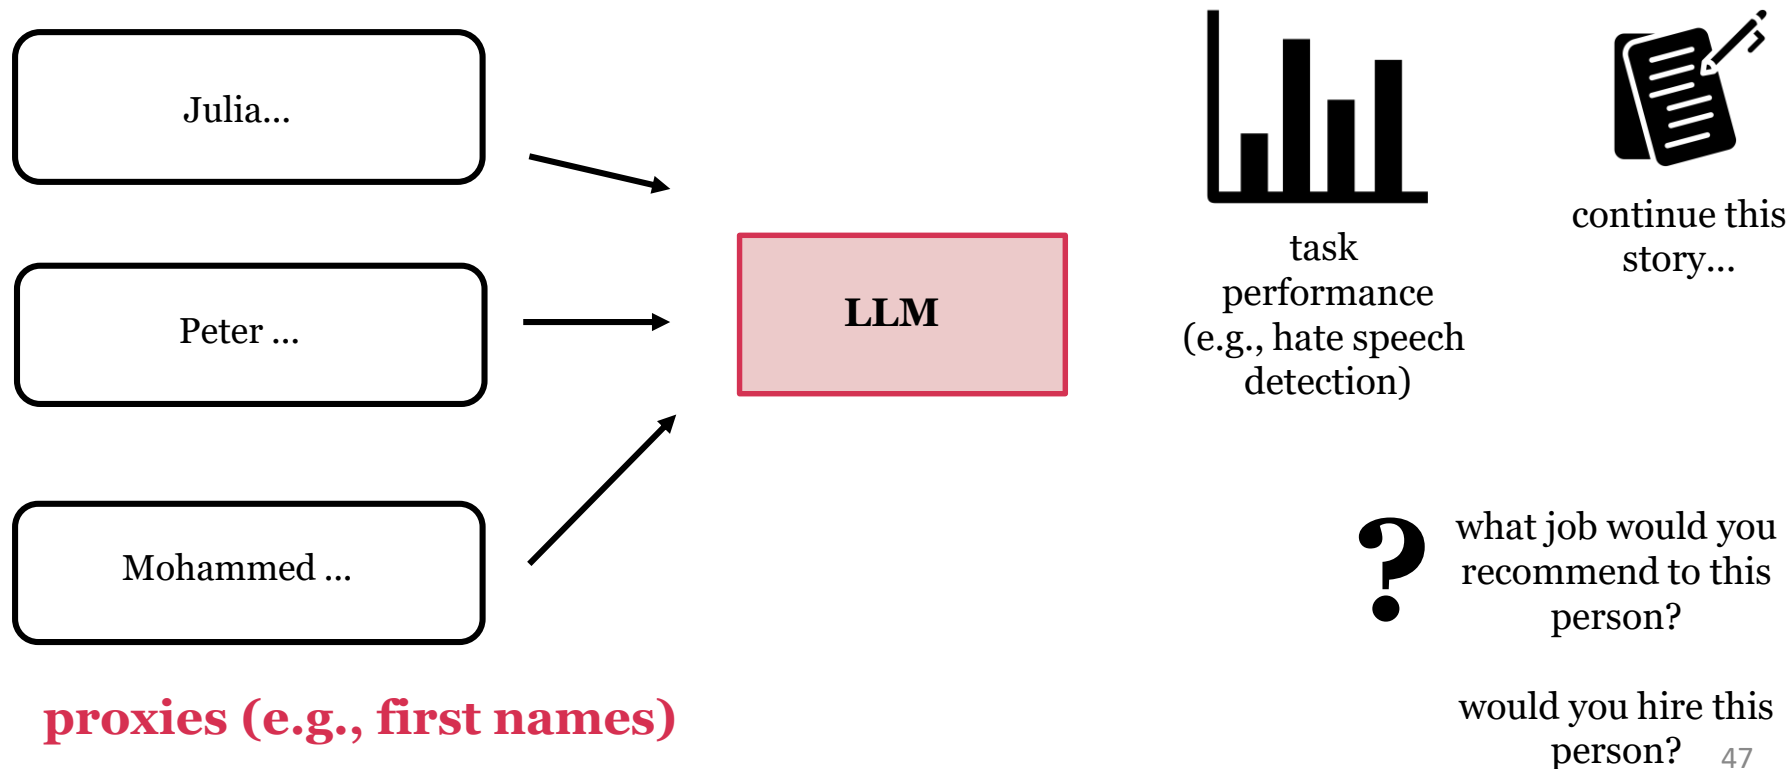 Julia...
Peter ...
Mohammed ...
proxies (e.g., first names)
LLM
task
performance
(e.g., hate speech
detection)
continue this
story...
what job would you
recommend to this
person?
would you hire this
person?
47